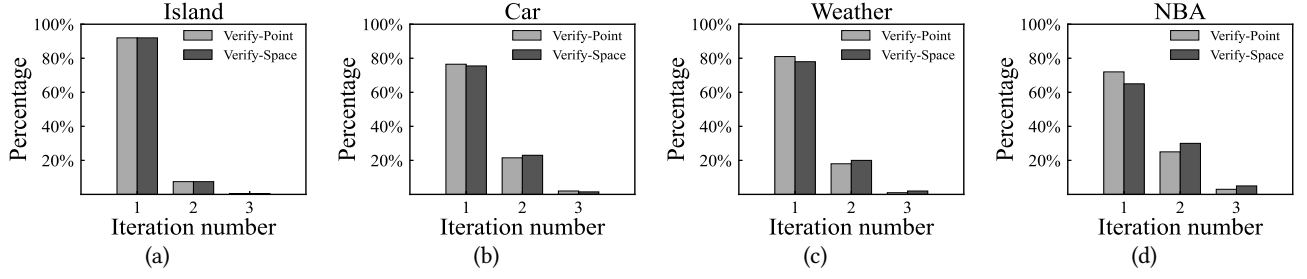 Island
Percentage
100%
80%
60%
40%
20%
Verify-Point
Verify-Space
1 2 3
Iteration number
(a)
Car
Percentage
100%
80%
60%
40%
20%
Verify-Point
Verify-Space
1 2 3
Iteration number
(b)
Weather
Percentage
100%
80%
60%
40%
20%
Verify-Point
Verify-Space
1 2 3
Iteration number
(c)
NBA
Percentage
100%
80%
60%
40%
20%
Verify-Point
Verify-Space
1 2 3
Iteration number
(d)